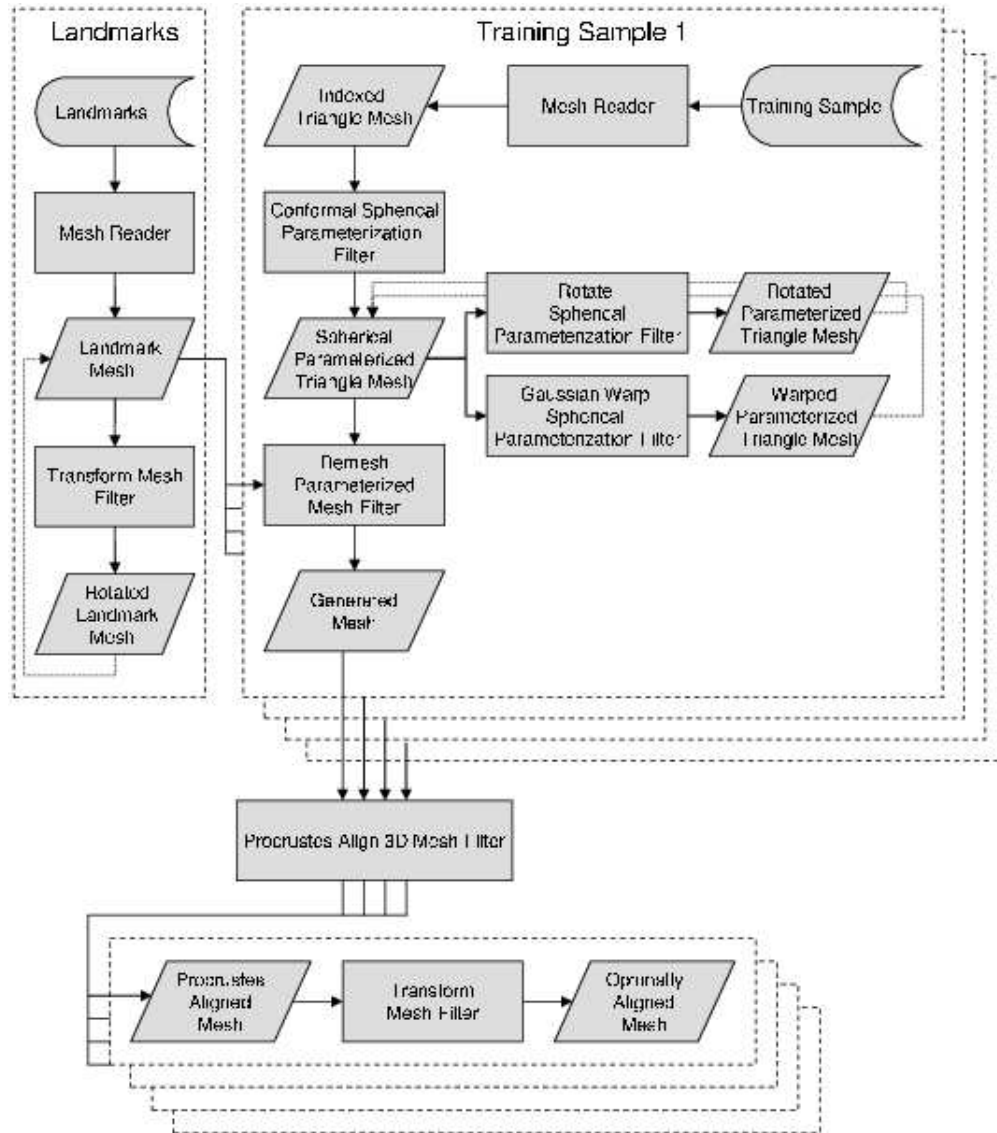 Landmarks
Training Sample 1
Landmarks
Indexed
Triangle Mesh
Mesh Reader
Training Sample
Mesh Reader
Conformal Spherical
Parameterization
Filter
Landmark
Mesh
Spherical
Parameterized
Triangle Mesh
Rotate
Spherical
Parameterization Filter
Rotated
Parameterized
Triangle Mesh
Gaussian Warp
Spherical
Parameterization Filter
Warped
Parameterized
Triangle Mesh
Transform Mesh
Filter
Remesh
Parameterized
Mesh Filter
Rotated
Landmark
Mesh
Generated
Mesh
Procrustes Align 3D Mesh Filter
Procrustes
Aligned
Mesh
Transform
Mesh Filter
Optimally
Aligned
Mesh